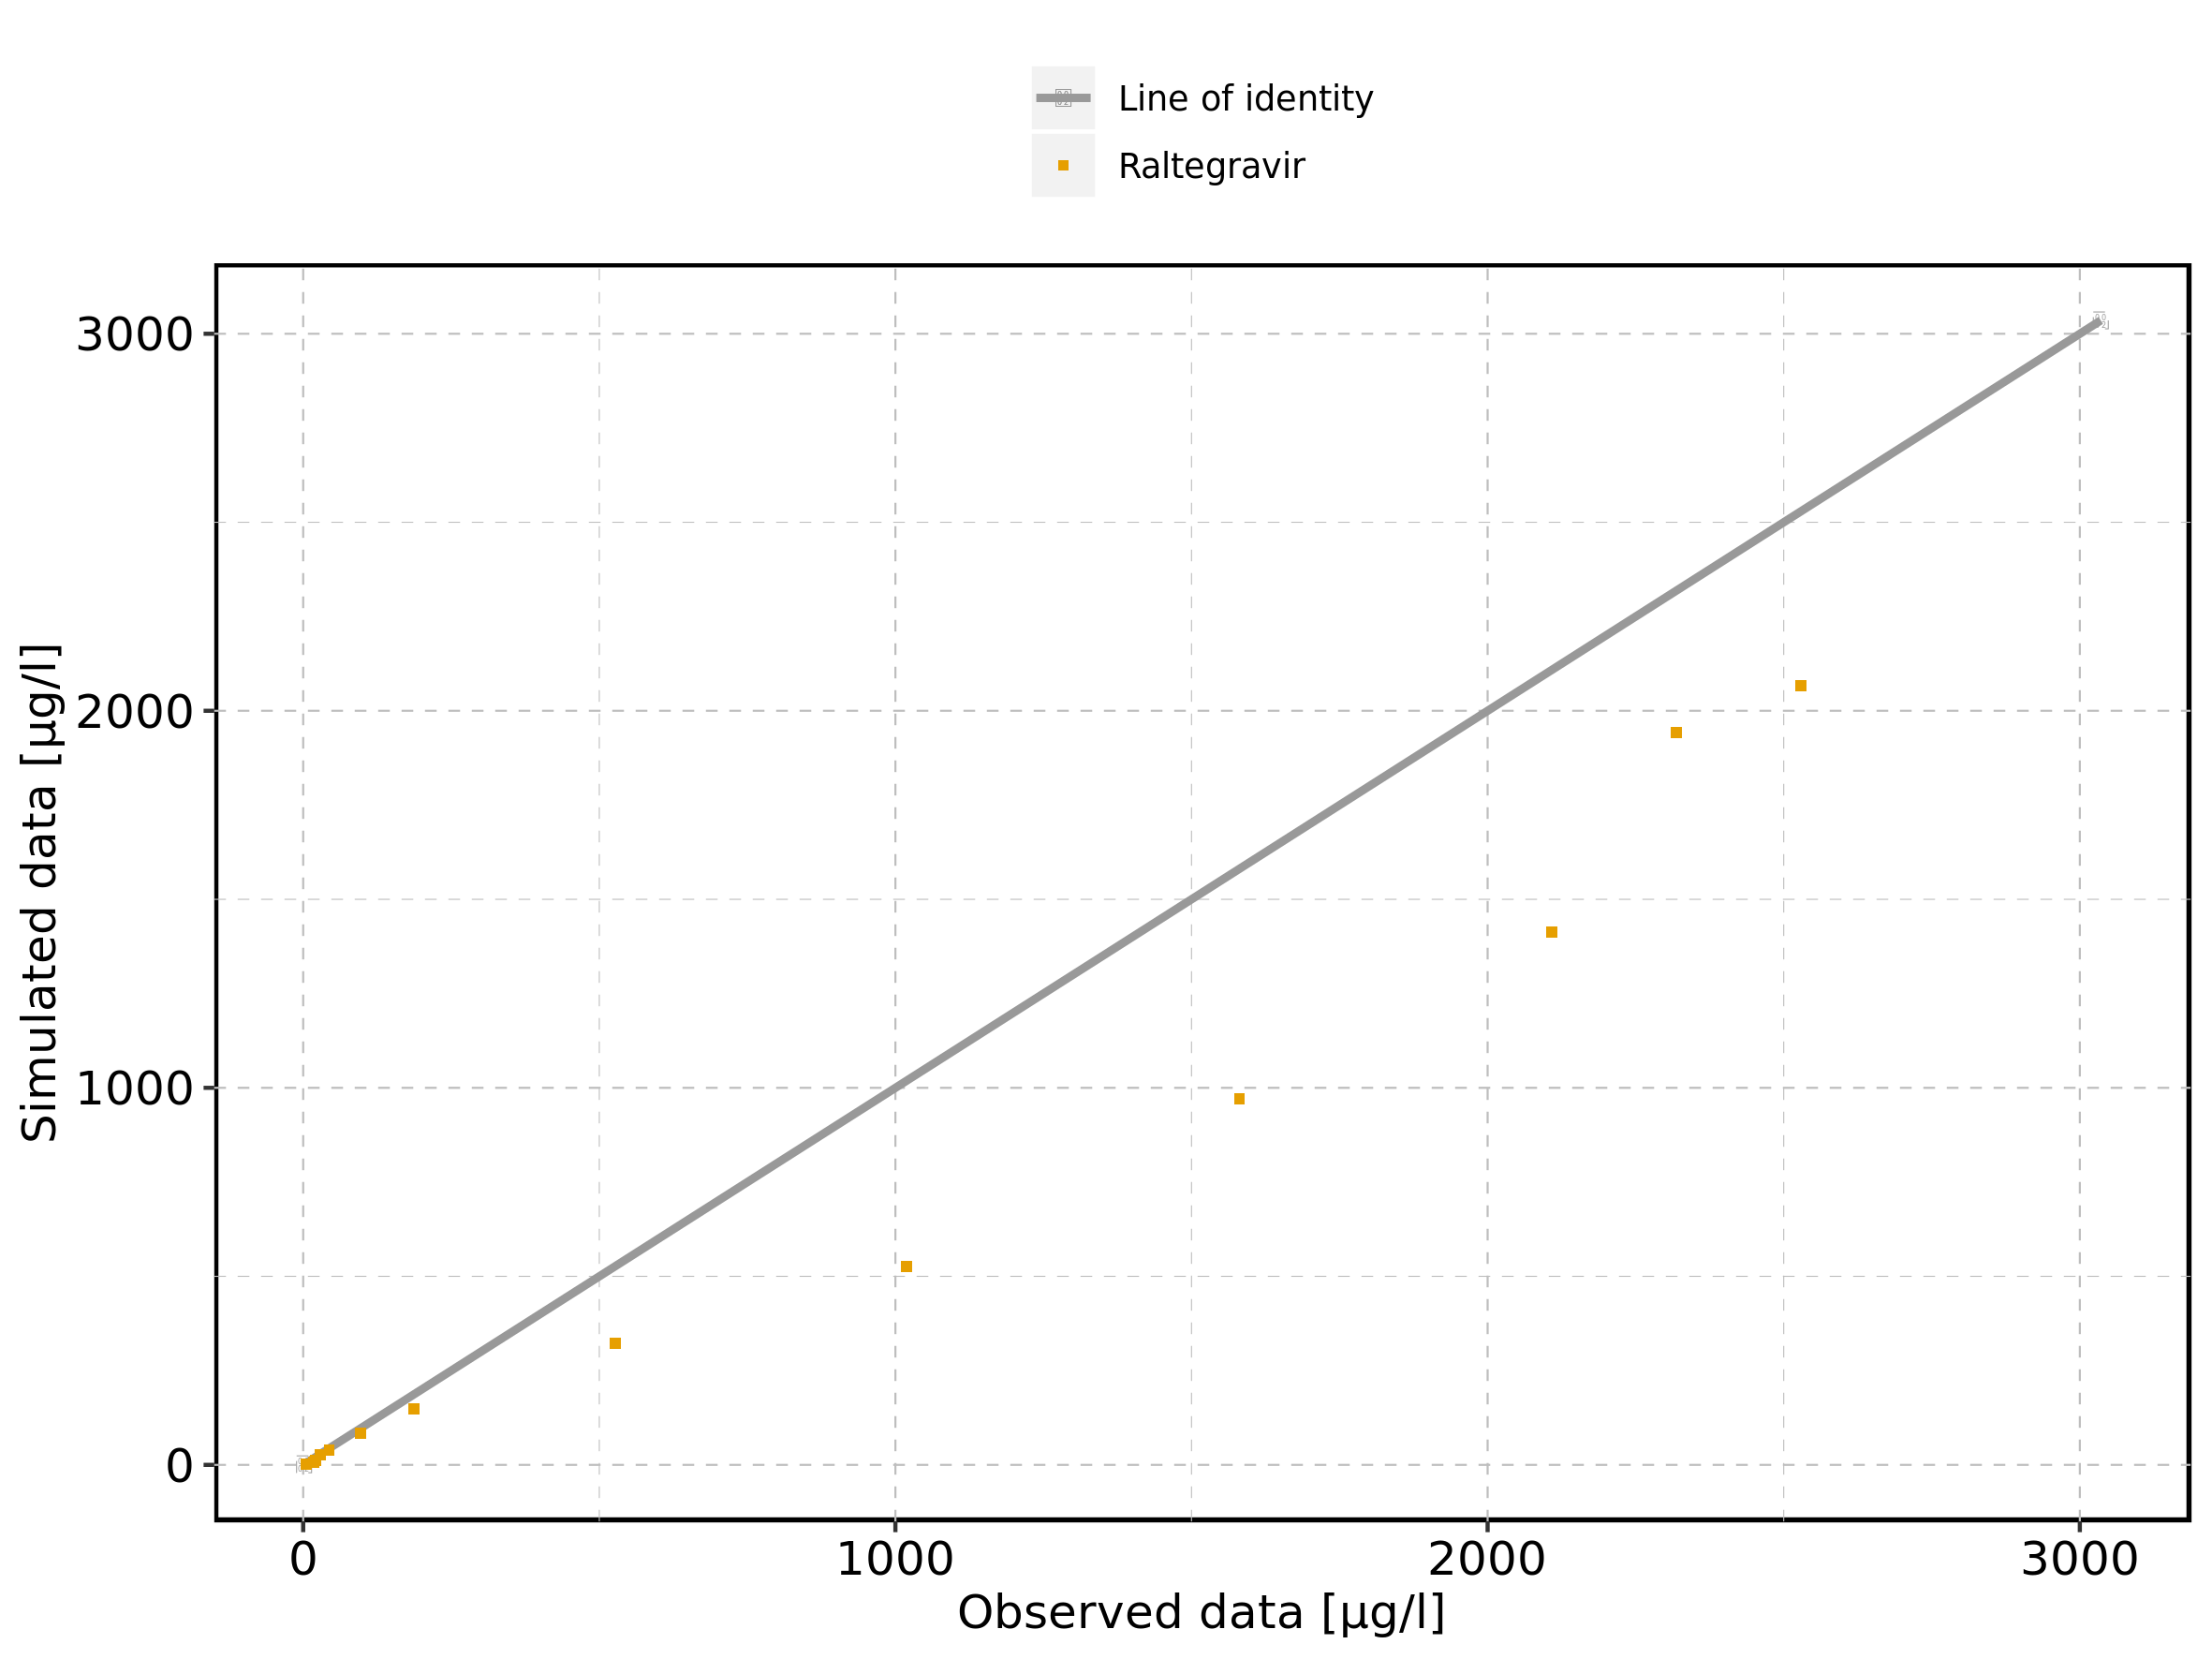 Line of identity
Raltegravir
3000
2000
1000
0
Simulated data [µg/l]
0 1000 2000 3000
Observed data [µg/l]